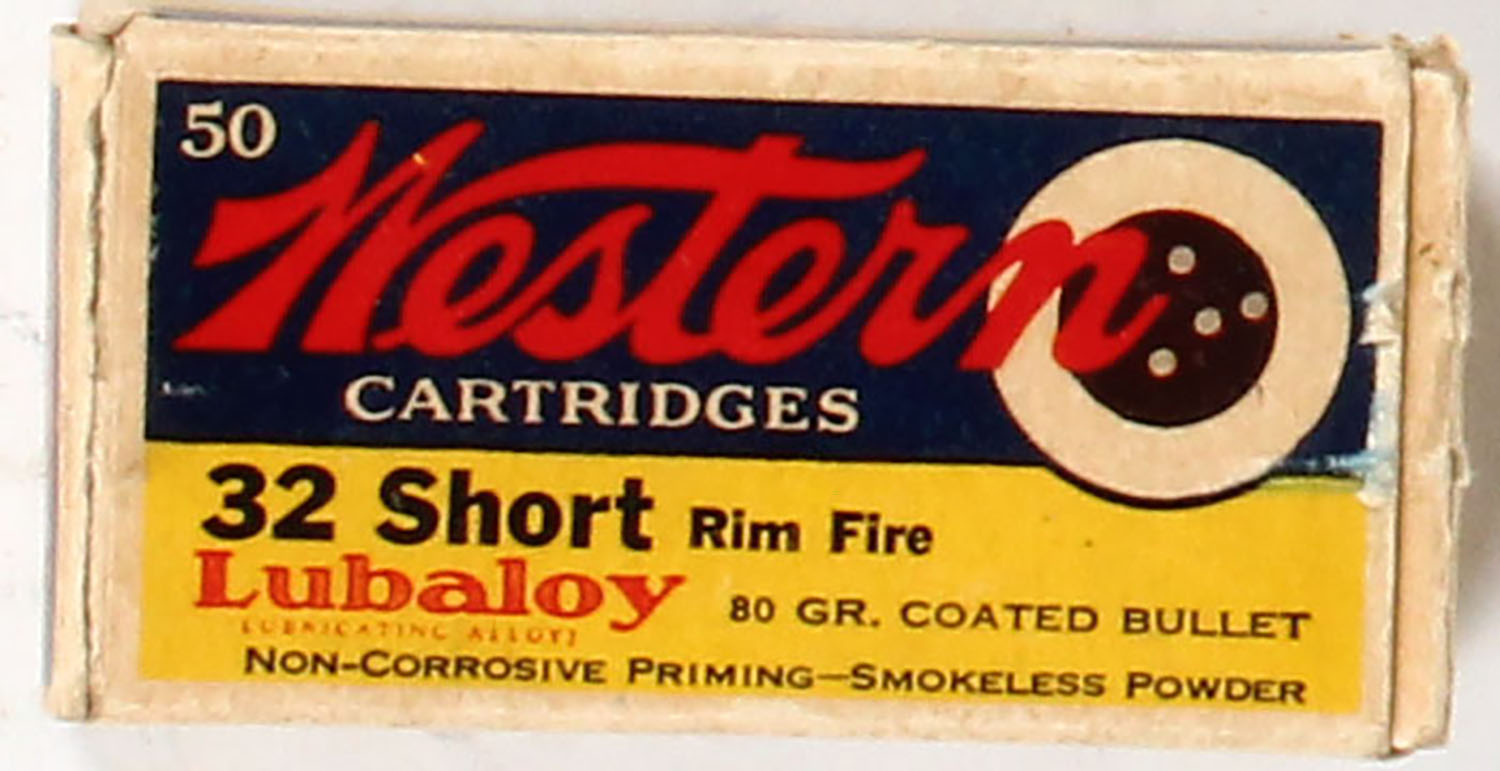 50
Western
CARTRIDGES
32 Short Rim Fire
Lubaloy 80 GR. COATED BULLET
LUBRICATING ALLOY
NON-CORROSIVE PRIMING—SMOKELESS POWDER